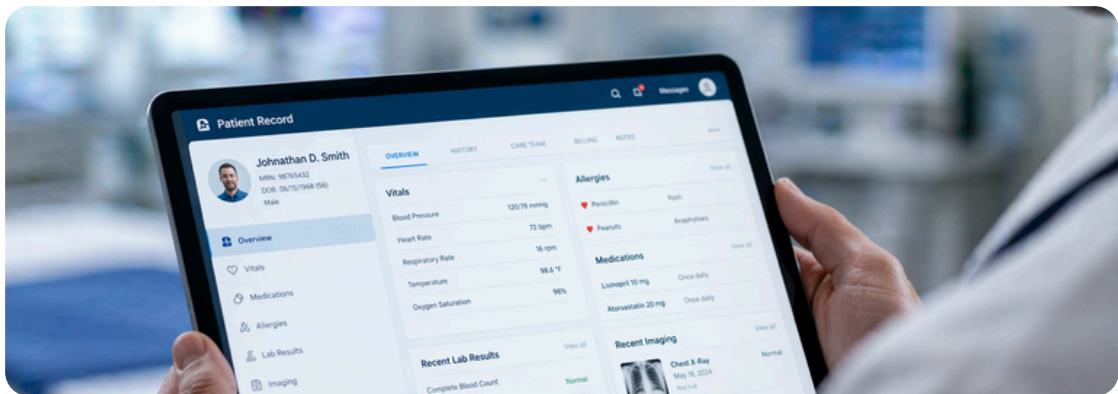 Patient Record
Messages
Johnathan D. Smith
MRN: 98765432
DOB: 06/15/1968 (56)
Male
Overview
Vitals
Medications
Allergies
Lab Results
Imaging
OVERVIEW
HISTORY
CARE TEAM
BILLING
NOTES
Vitals
Blood Pressure 120/78 mmHg
Heart Rate 72 bpm
Respiratory Rate 16 rpm
Temperature 98.6 °F
Oxygen Saturation 98%
Recent Lab Results View all
Complete Blood Count Normal
Allergies View all
Penicillin Rash
Peanuts Anaphylaxis
Medications View all
Lisinopril 10 mg Once daily
Atorvastatin 20 mg Once daily
Recent Imaging View all
Chest X-Ray Normal
May 18, 2024
Normal